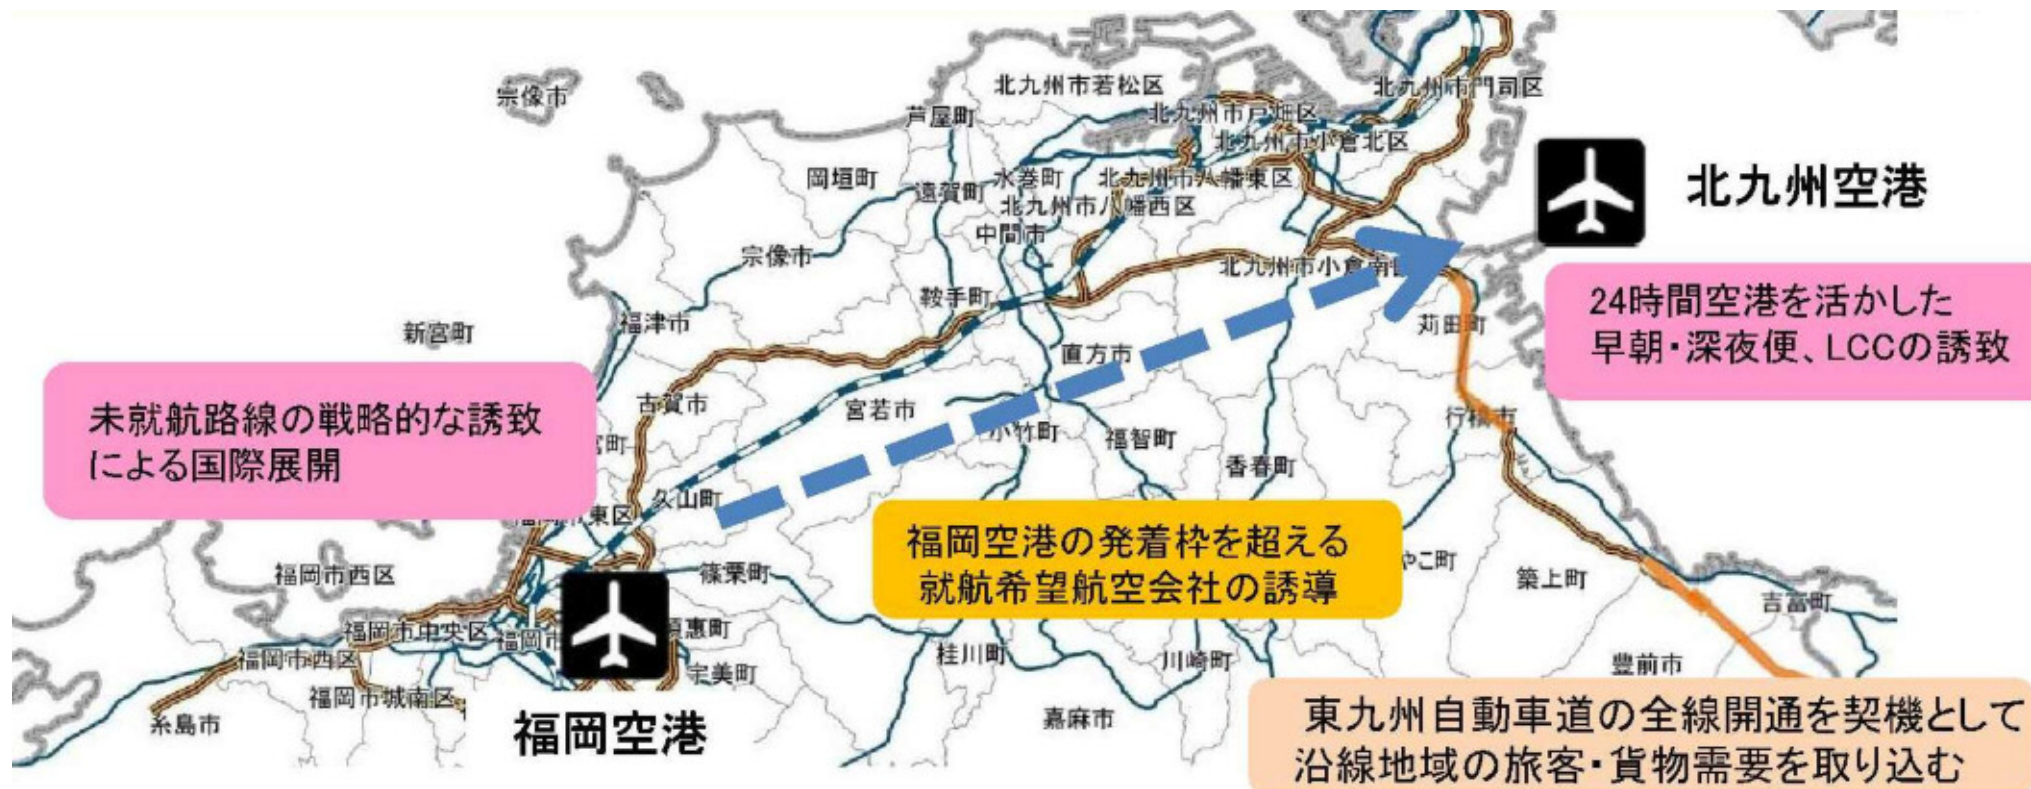 宗像市
北九州市若松区
北九州市門司区
芦屋町
北九州市戸畑区
北九州市小倉北区
岡垣町
遠賀町
水巻町
北九州市八幡東区
北九州市八幡西区
中間市
北九州空港
宗像市
北九州市小倉南区
鞍手町
新宮町
福津市
苅田町
24時間空港を活かした
早朝・深夜便、LCCの誘致
直方市
未就航路線の戦略的な誘致
による国際展開
古賀市
宮若市
小竹町
福智町
行橋市
宮町
香春町
久山町
東区
福岡空港の発着枠を超える
就航希望航空会社の誘導
福岡市西区
篠栗町
やこ町
築上町
吉富町
福岡市中央区
福岡市
須恵町
福岡市西区
宇美町
桂川町
川崎町
豊前市
福岡市城南区
糸島市
福岡空港
嘉麻市
東九州自動車道の全線開通を契機として
沿線地域の旅客・貨物需要を取り込む